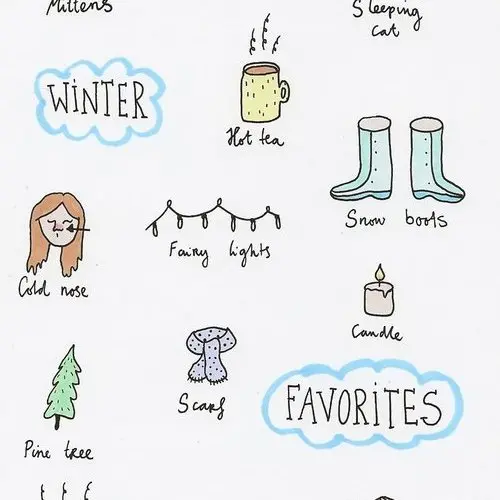 Mittens
Sleeping
cat
WiNTER
Hot tea
Snow boots
Fairy lights
Cold nose
Candle
Scarf
FAVORiTES
Pine tree